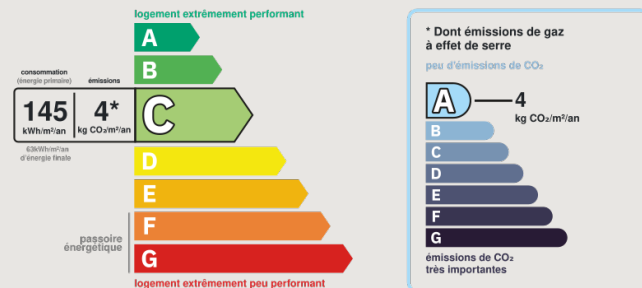 logement extrêmement performant
consommation
(énergie primaire)
émissions
145
kWh/m²/an
4*
kg CO₂/m²/an
63kWh/m²/an
d'énergie finale
A
B
C
D
E
F
G
passoire
énergétique
logement extrêmement peu performant
* Dont émissions de gaz
à effet de serre
peu d'émissions de CO₂
A
4
kg CO₂/m²/an
B
C
D
E
F
G
émissions de CO₂
très importantes